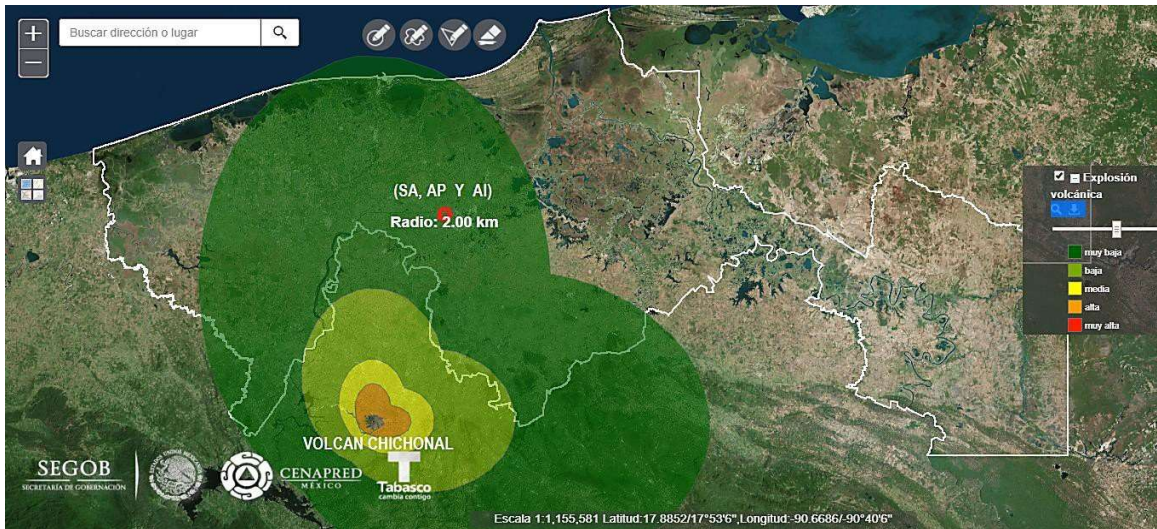 +
Buscar dirección o lugar
−
(SA, AP Y AI)
Radio: 2.00 km
Explosión
volcánica
muy baja
baja
media
alta
muy alta
VOLCAN CHICHONAL
SEGOB
SECRETARÍA DE GOBERNACIÓN
CENAPRED
MÉXICO
Tabasco
cambia contigo
Escala 1:1,155,581 Latitud:17.8852/17°53'6",Longitud:-90.6686/-90°40'6"